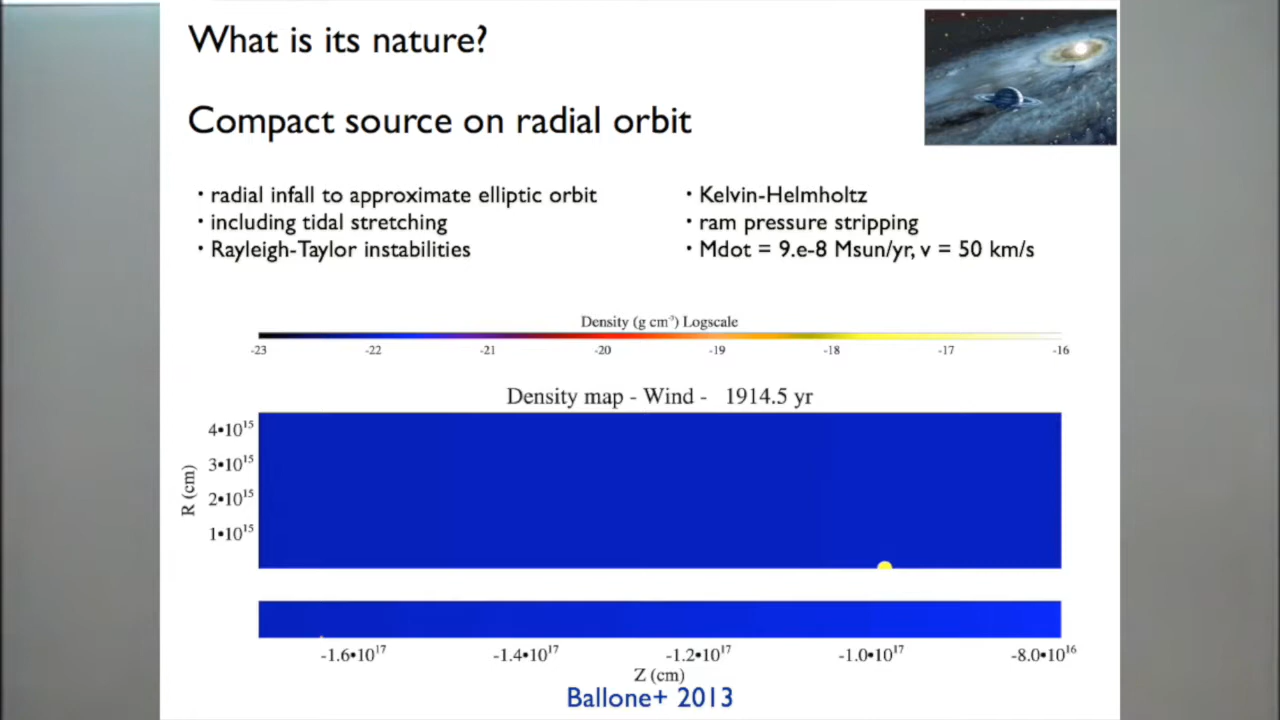 What is its nature?
Compact source on radial orbit
• radial infall to approximate elliptic orbit
• including tidal stretching
• Rayleigh-Taylor instabilities
• Kelvin-Helmholtz
• ram pressure stripping
• Mdot = 9.e-8 Msun/yr, v = 50 km/s
Density (g cm⁻³) Logscale
-23 -22 -21 -20 -19 -18 -17 -16
Density map - Wind - 1914.5 yr
R (cm)
4•10¹⁵
3•10¹⁵
2•10¹⁵
1•10¹⁵
-1.6•10¹⁷ -1.4•10¹⁷ -1.2•10¹⁷ -1.0•10¹⁷ -8.0•10¹⁶
Z (cm)
Ballone+ 2013